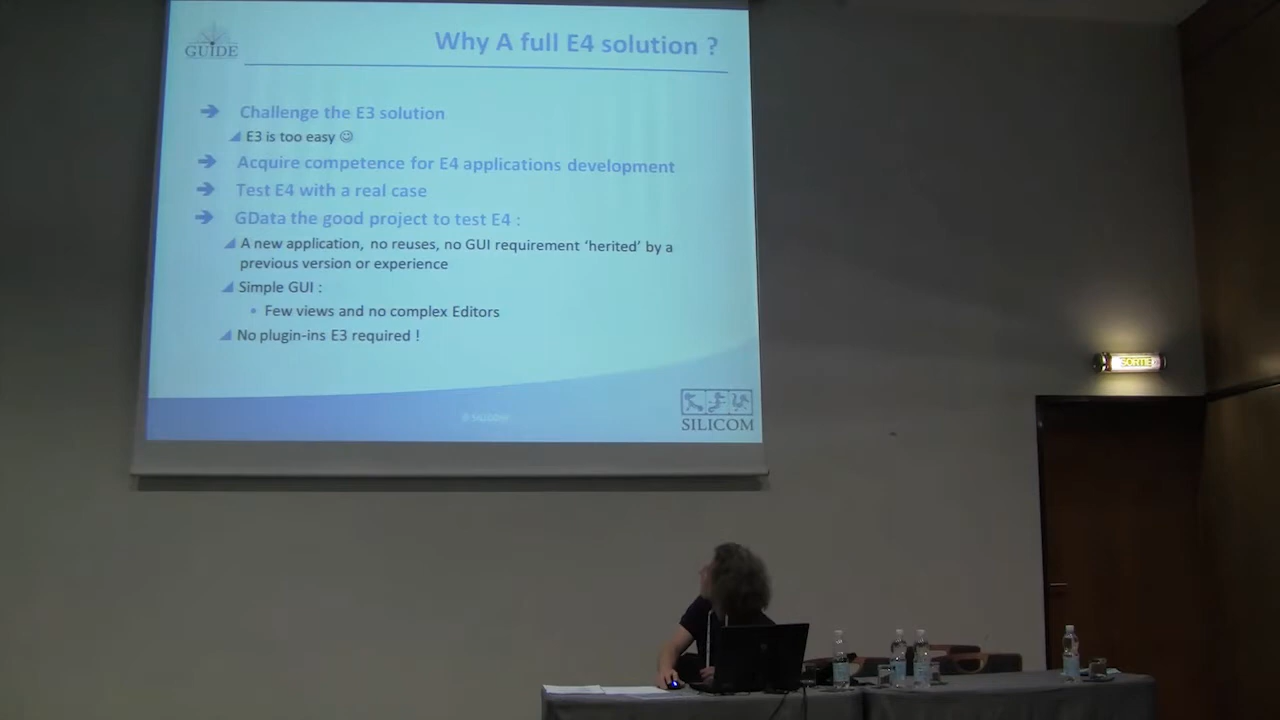 GUIDE
Why A full E4 solution ?
Challenge the E3 solution
E3 is too easy ☺
Acquire competence for E4 applications development
Test E4 with a real case
GData the good project to test E4 :
A new application, no reuses, no GUI requirement ‘herited’ by a
previous version or experience
Simple GUI :
Few views and no complex Editors
No plugin-ins E3 required !
© SILICOM
SILICOM
SORTIE